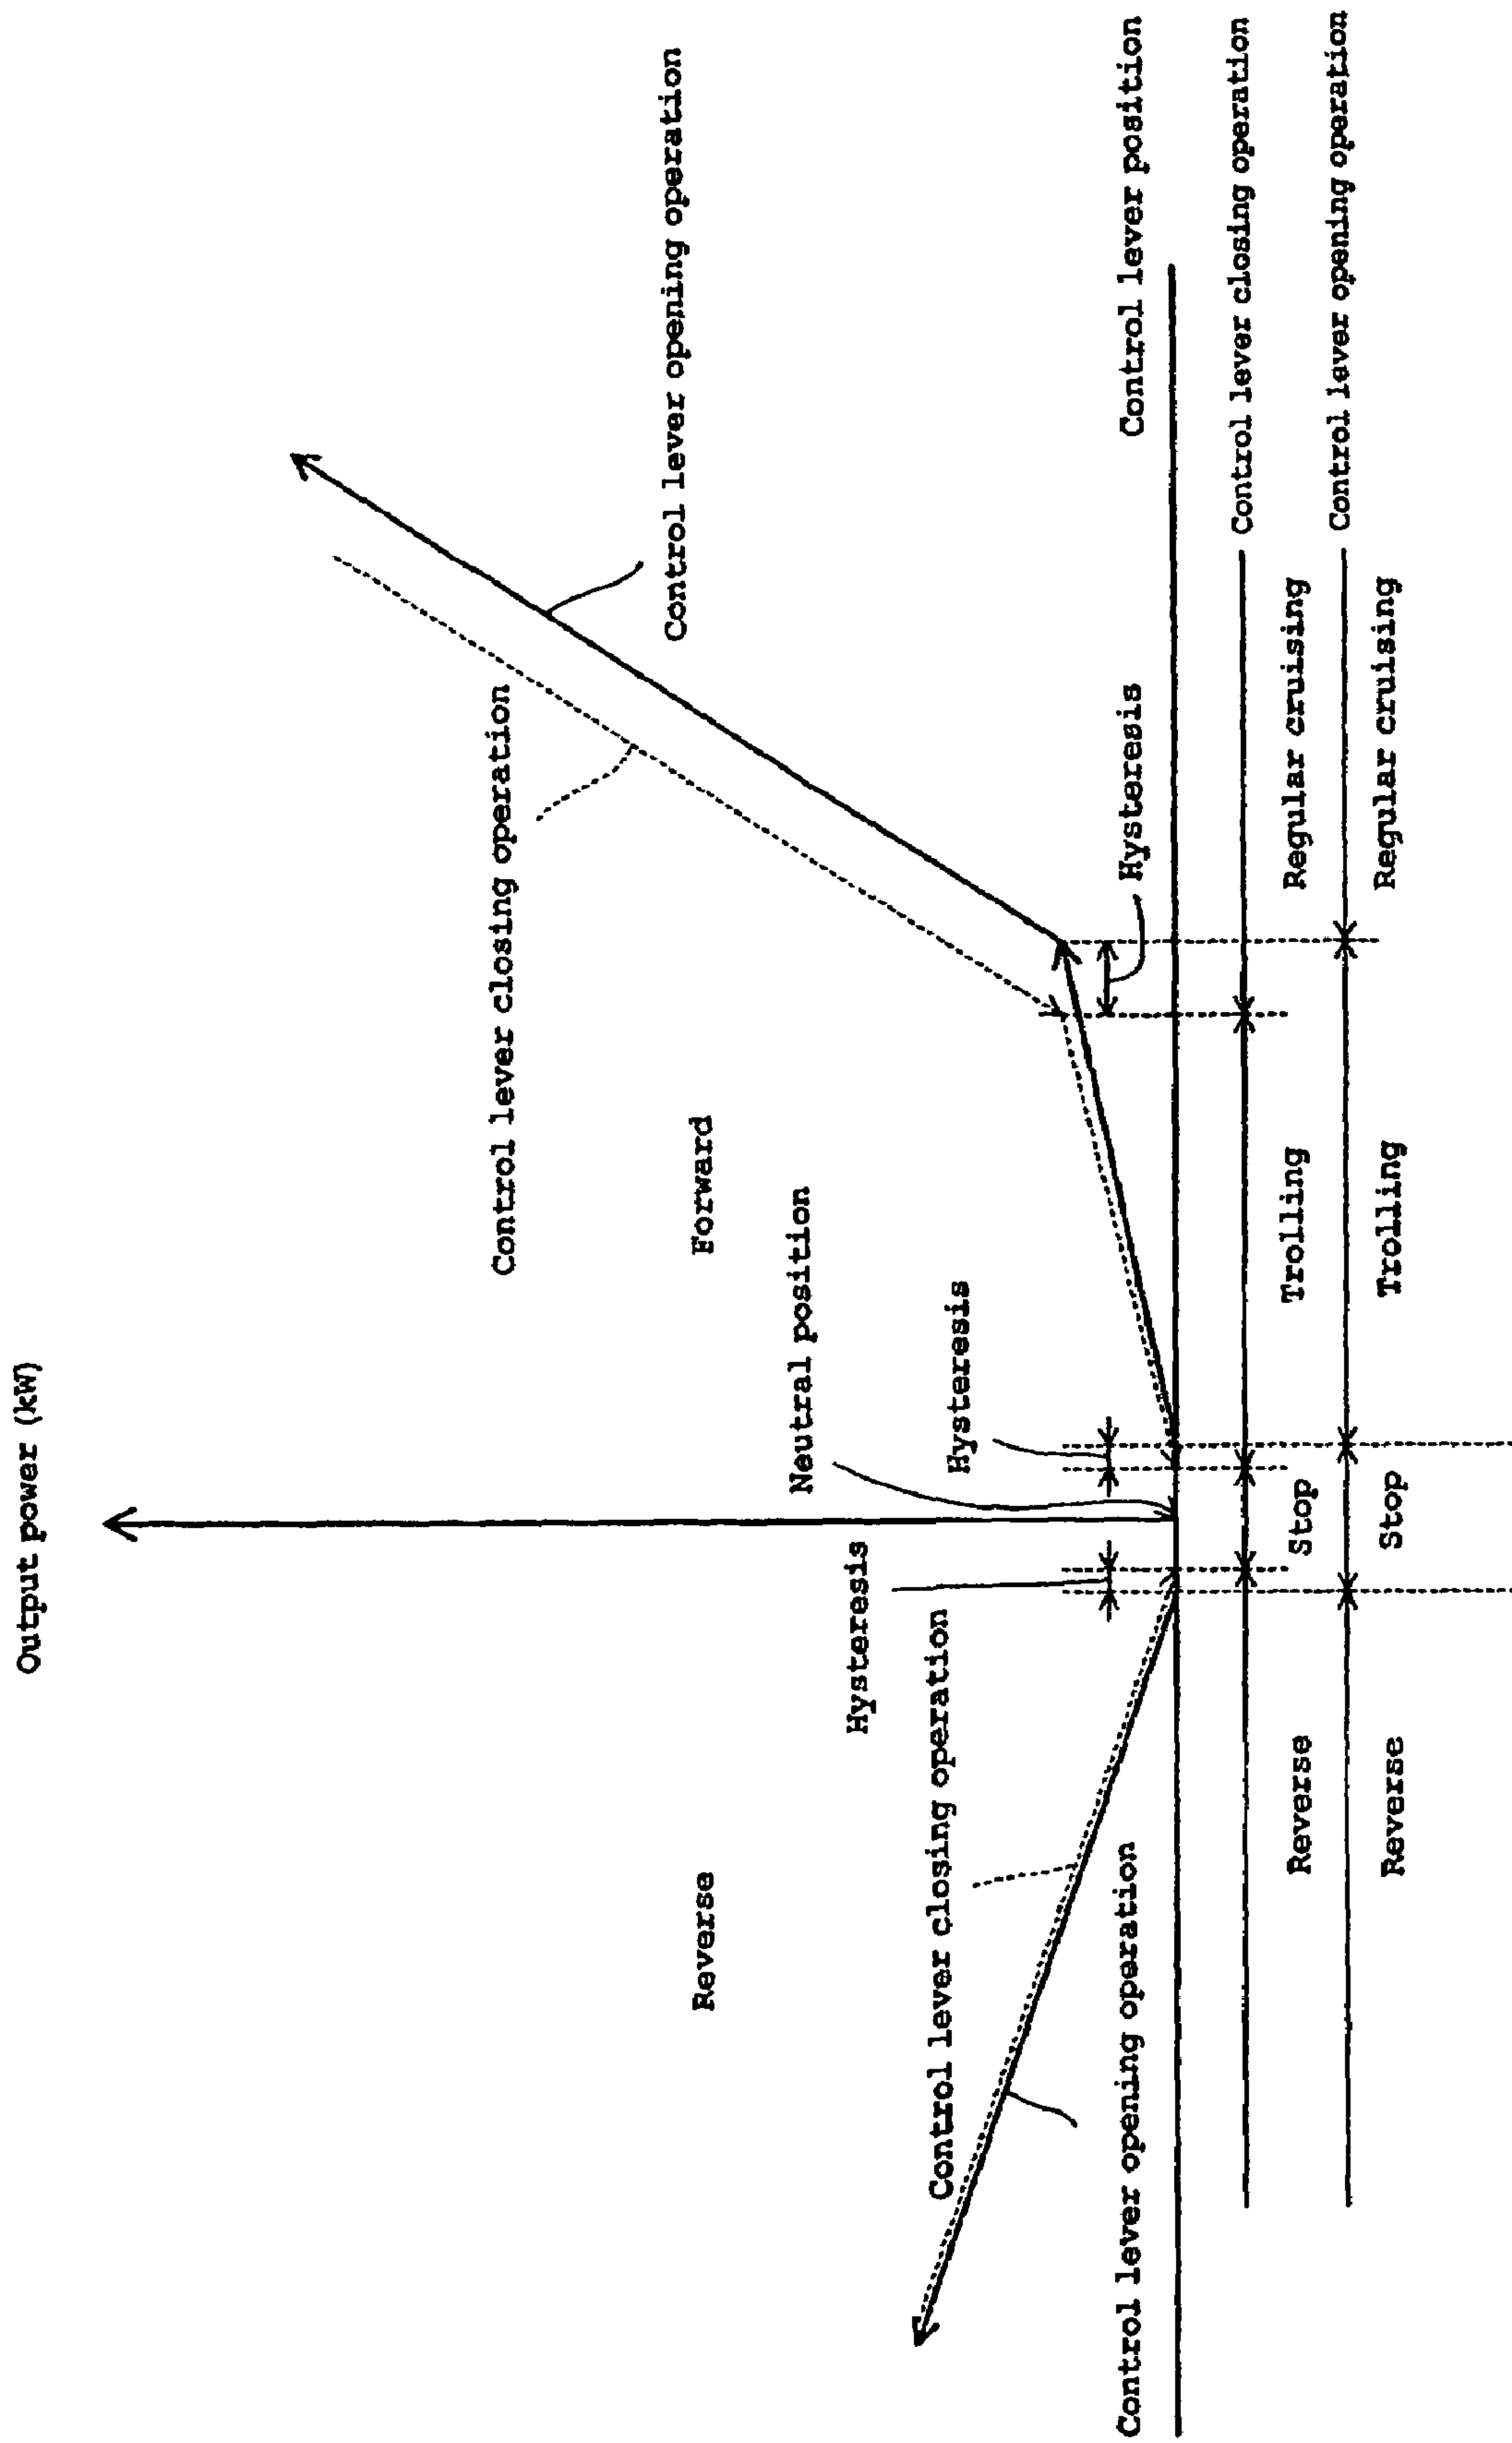 Output power (kW)
Control lever opening operation
Control lever closing operation
Reverse
Forward
Neutral position
Hysteresis
Control lever closing operation
Hysteresis
Control lever opening operation
Hysteresis
Control lever position
Control lever closing operation
Reverse
Stop
Trolling
Regular cruising
Control lever opening operation
Reverse
Stop
Trolling
Regular cruising